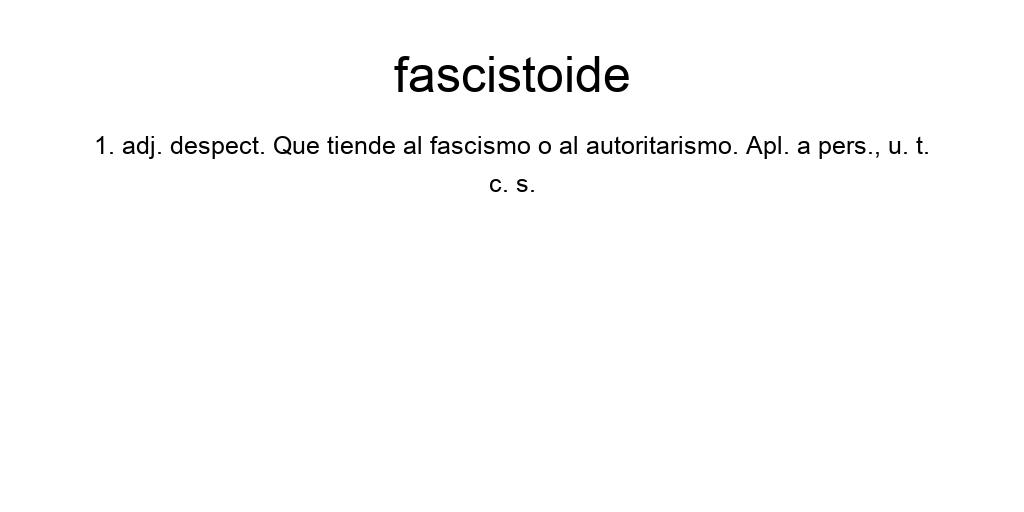 fascistoide
1. adj. despect. Que tiende al fascismo o al autoritarismo. Apl. a pers., u. t.
c. s.